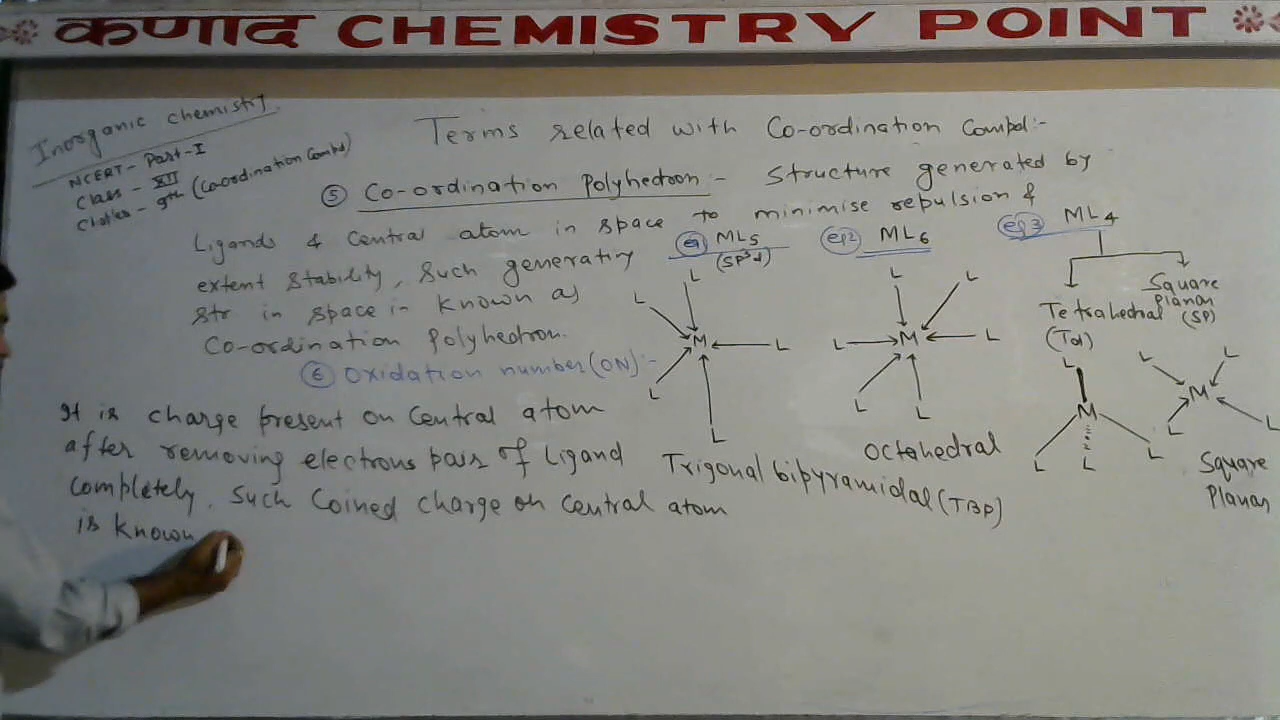 कणाद CHEMISTRY POINT
Inorganic chemistry
NCERT - Part-I
Class - XII
9th (Coordination Combd)
Terms related with Co-ordination Compd:-
⑤ Co-ordination Polyhedron - Structure generated by
Ligands & Central atom in space to minimise repulsion &
extent stability, Such generating
Str in space is known as
Co-ordination Polyhedron.
eg ML5
(SP3d)
eg2 ML6
eg3 ML4
Tetrahedral
(Td)
Square
Planar
(SP)
L L L M L L
L L L M L L L
L M L L L
L L M L L
Trigonal bipyramidal (TBP)
Octahedral
Square
Planar
⑥ Oxidation number (ON):-
It is charge present on Central atom
after removing electrons pair of Ligand
Completely. Such Coined Charge on Central atom
is known